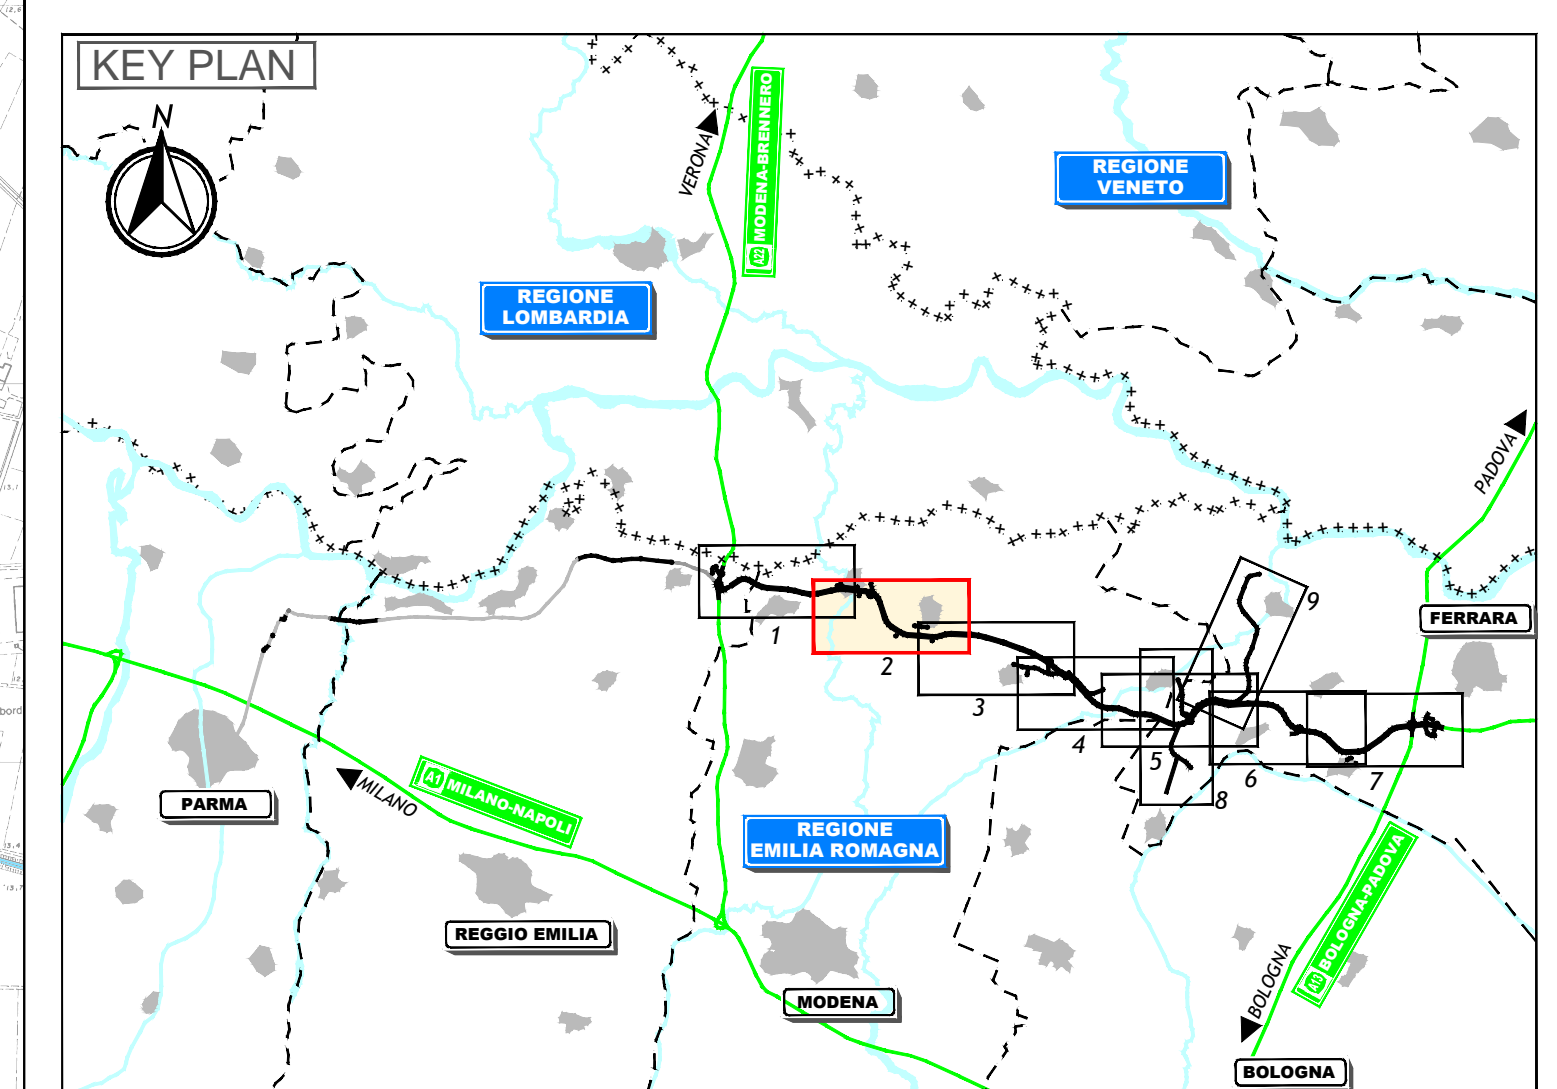 KEY PLAN
N
VERONA
A22 MODENA-BRENNERO
REGIONE
VENETO
REGIONE
LOMBARDIA
PADOVA
1
2
3
4
5
6
7
8
9
FERRARA
PARMA
MILANO
A1 MILANO-NAPOLI
REGIONE
EMILIA ROMAGNA
REGGIO EMILIA
MODENA
A13 BOLOGNA-PADOVA
BOLOGNA
BOLOGNA
bord